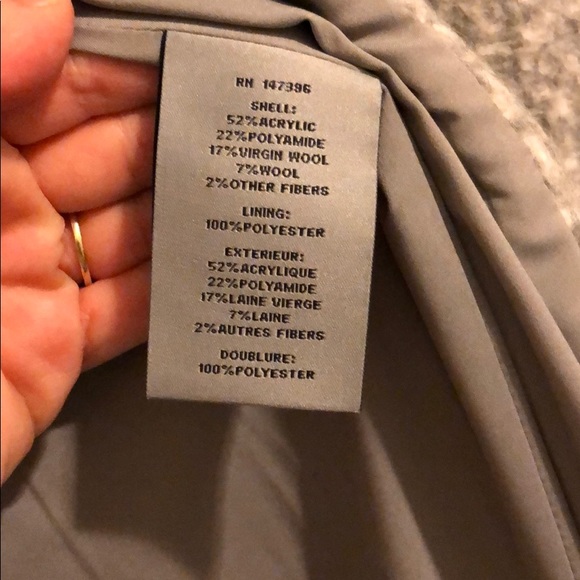 RN 147396
SHELL:
52%ACRYLIC
22%POLYAMIDE
17%VIRGIN WOOL
7%WOOL
2%OTHER FIBERS
LINING:
100%POLYESTER
EXTERIEUR:
52%ACRYLIQUE
22%POLYAMIDE
17%LAINE VIERGE
7%LAINE
2%AUTRES FIBERS
DOUBLURE:
100%POLYESTER